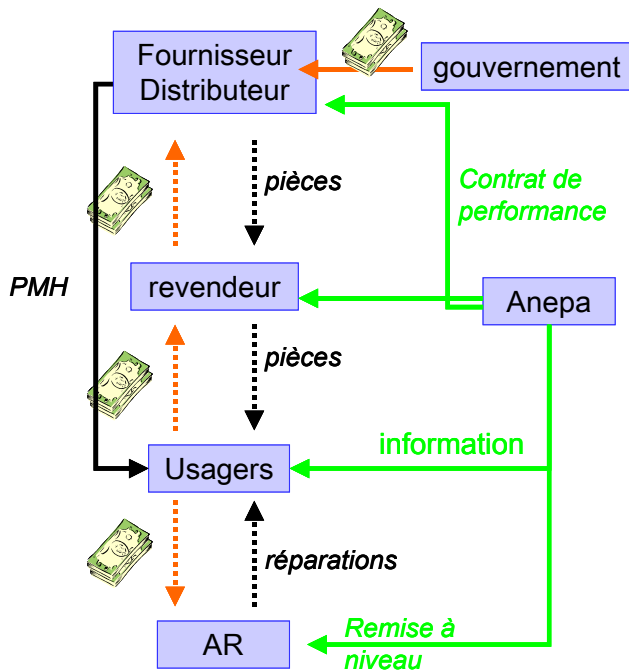 Fournisseur
Distributeur
gouvernement
pièces
Contrat de
performance
PMH
revendeur
Anepa
pièces
information
Usagers
réparations
Remise à
niveau
AR